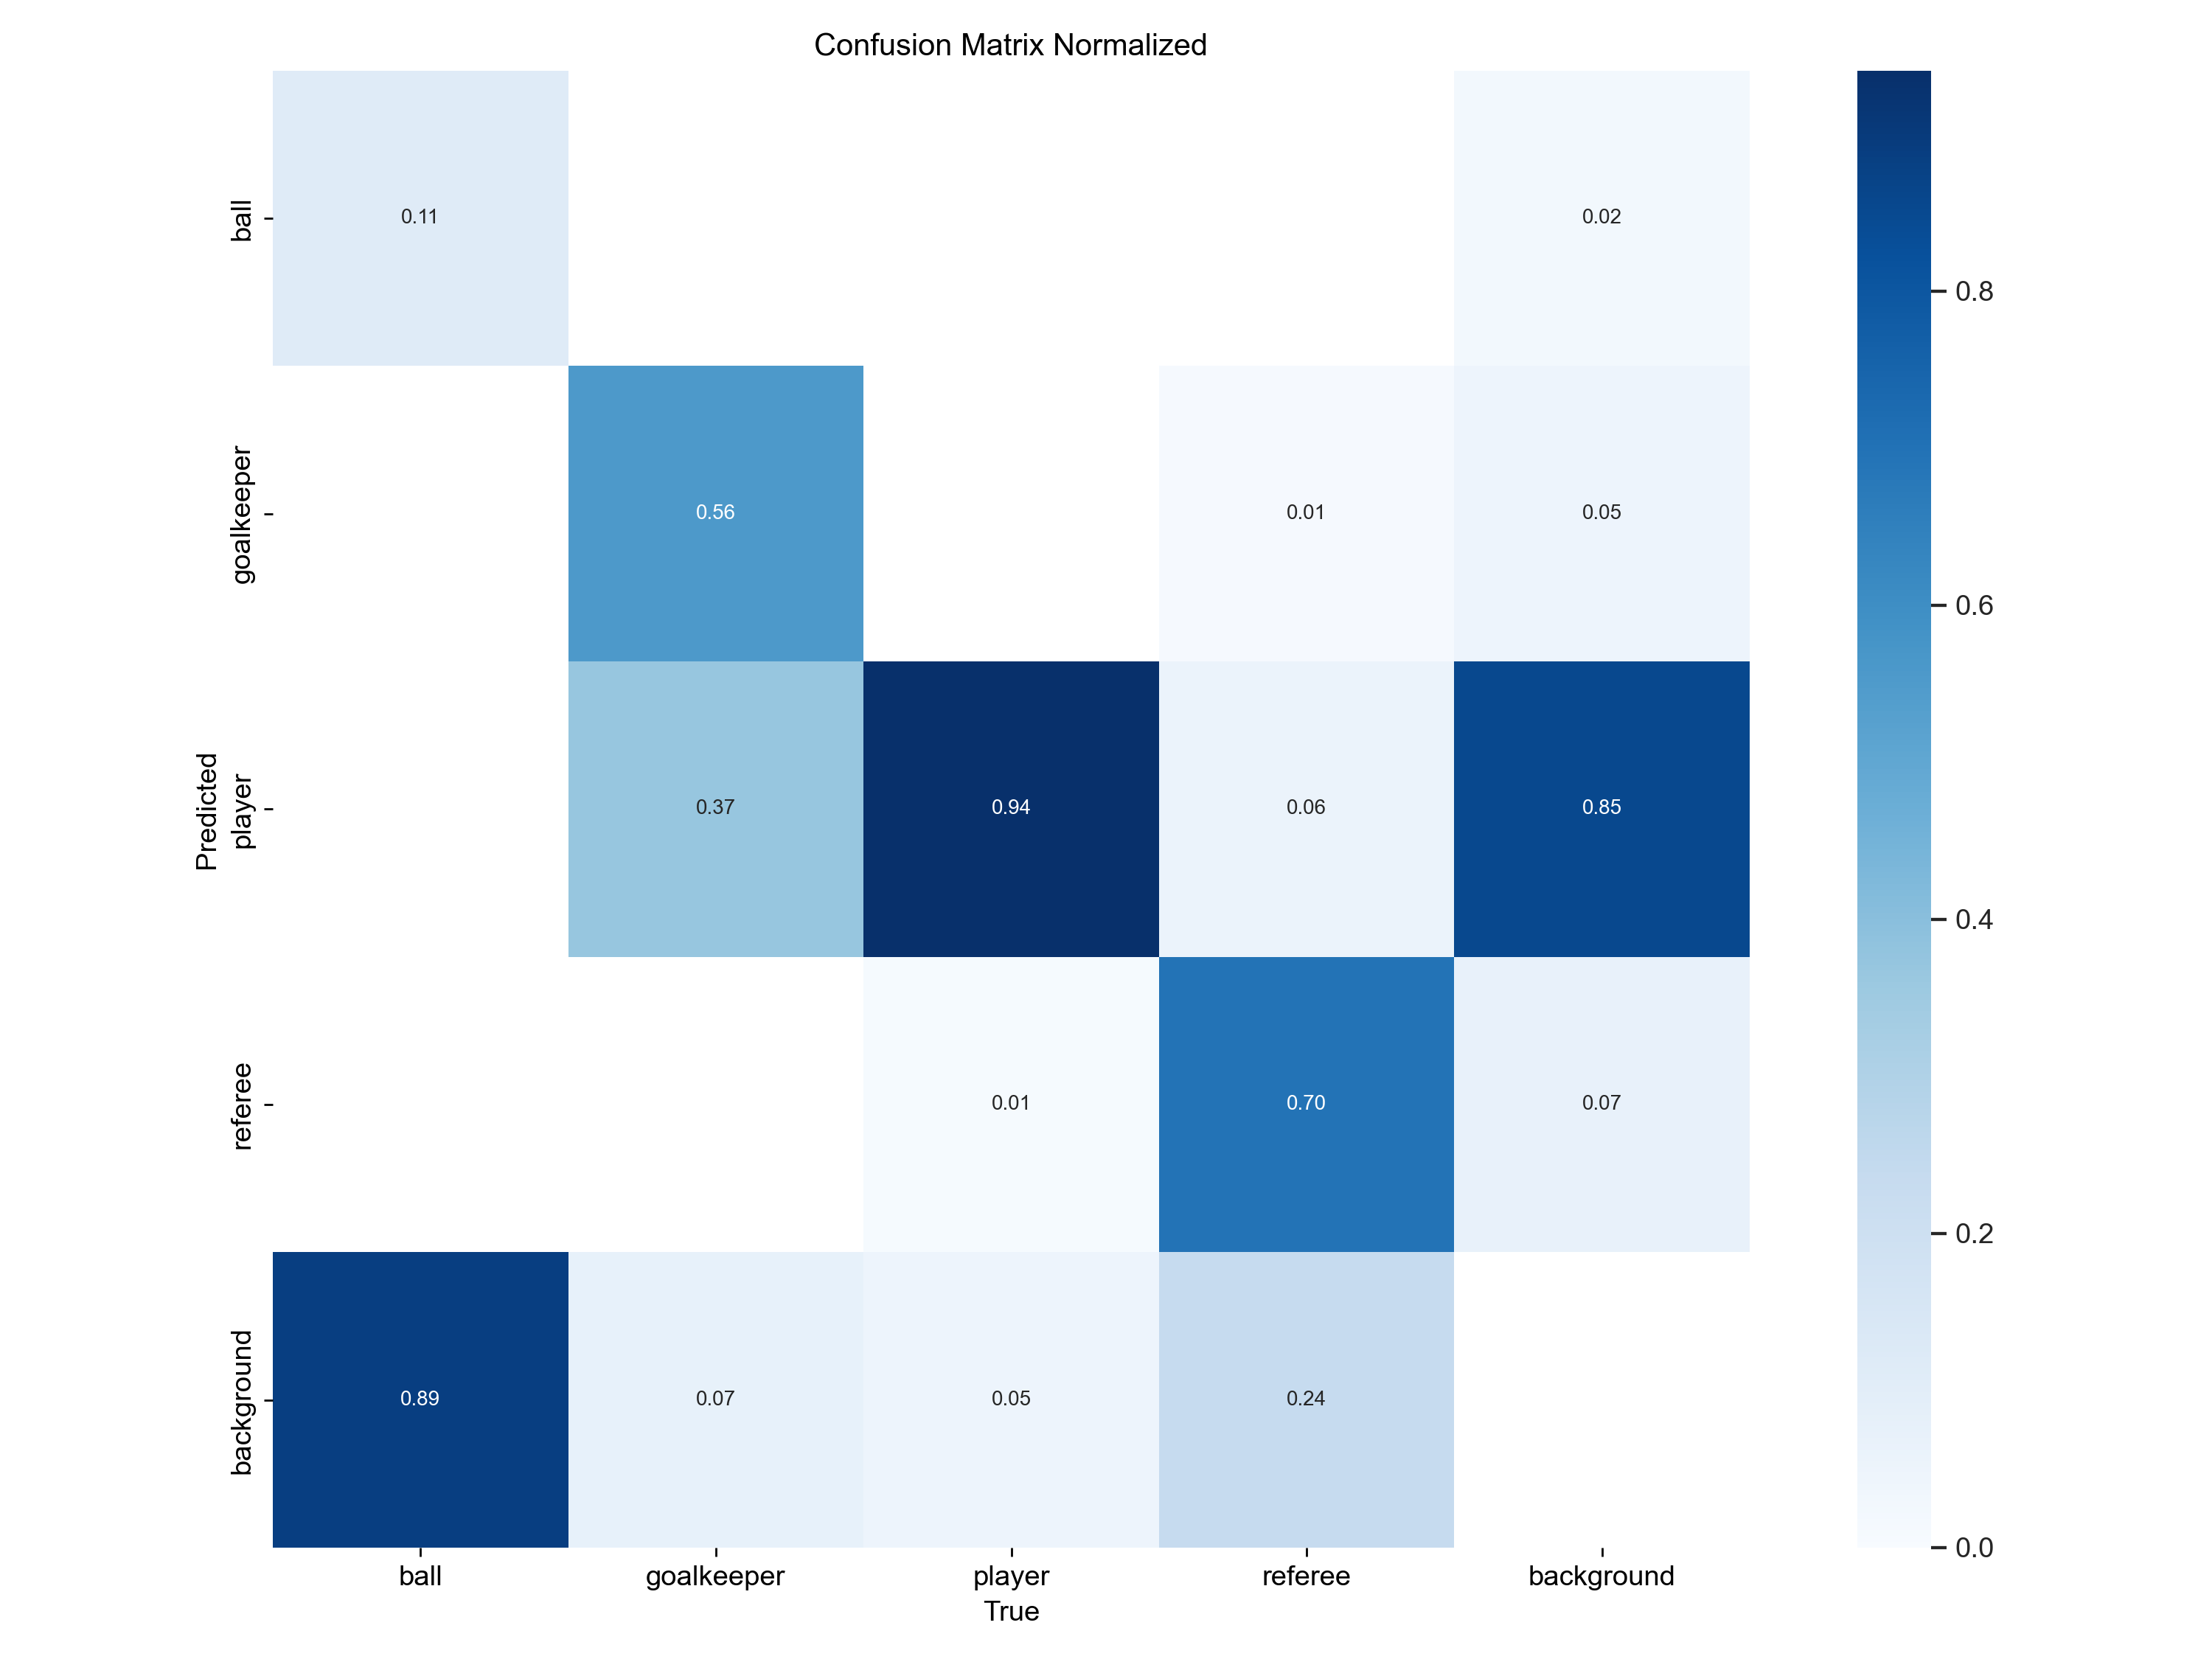 Confusion Matrix Normalized
ball
0.11
0.02
0.8
goalkeeper
0.56
0.01
0.05
0.6
Predicted
player
0.37
0.94
0.06
0.85
0.4
referee
0.01
0.70
0.07
0.2
background
0.89
0.07
0.05
0.24
0.0
ball
goalkeeper
player
referee
background
True